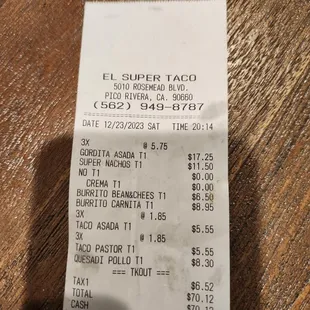 EL SUPER TACO
5010 ROSEMEAD BLVD.
PICO RIVERA, CA. 90660
(562) 949-8787
DATE 12/23/2023 SAT TIME 20:14
3X @ 5.75
GORDITA ASADA T1 $17.25
SUPER NACHOS T1 $11.50
NO T1 $0.00
CREMA T1 $0.00
BURRITO BEAN&CHEES T1 $6.50
BURRITO CARNITA T1 $8.95
3X @ 1.85
TACO ASADA T1 $5.55
3X @ 1.85
TACO PASTOR T1 $5.55
QUESADI POLLO T1 $8.30
=== TKOUT ===
TAX1 $6.52
TOTAL $70.12
CASH $70.12